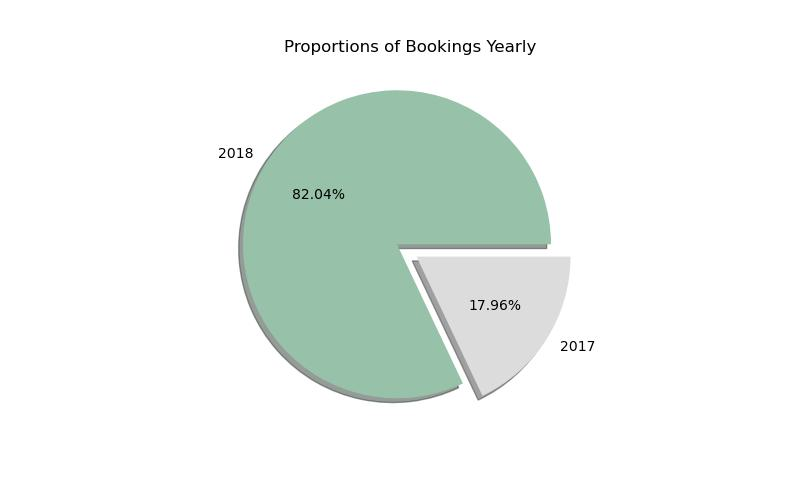 Proportions of Bookings Yearly
2018
82.04%
17.96%
2017